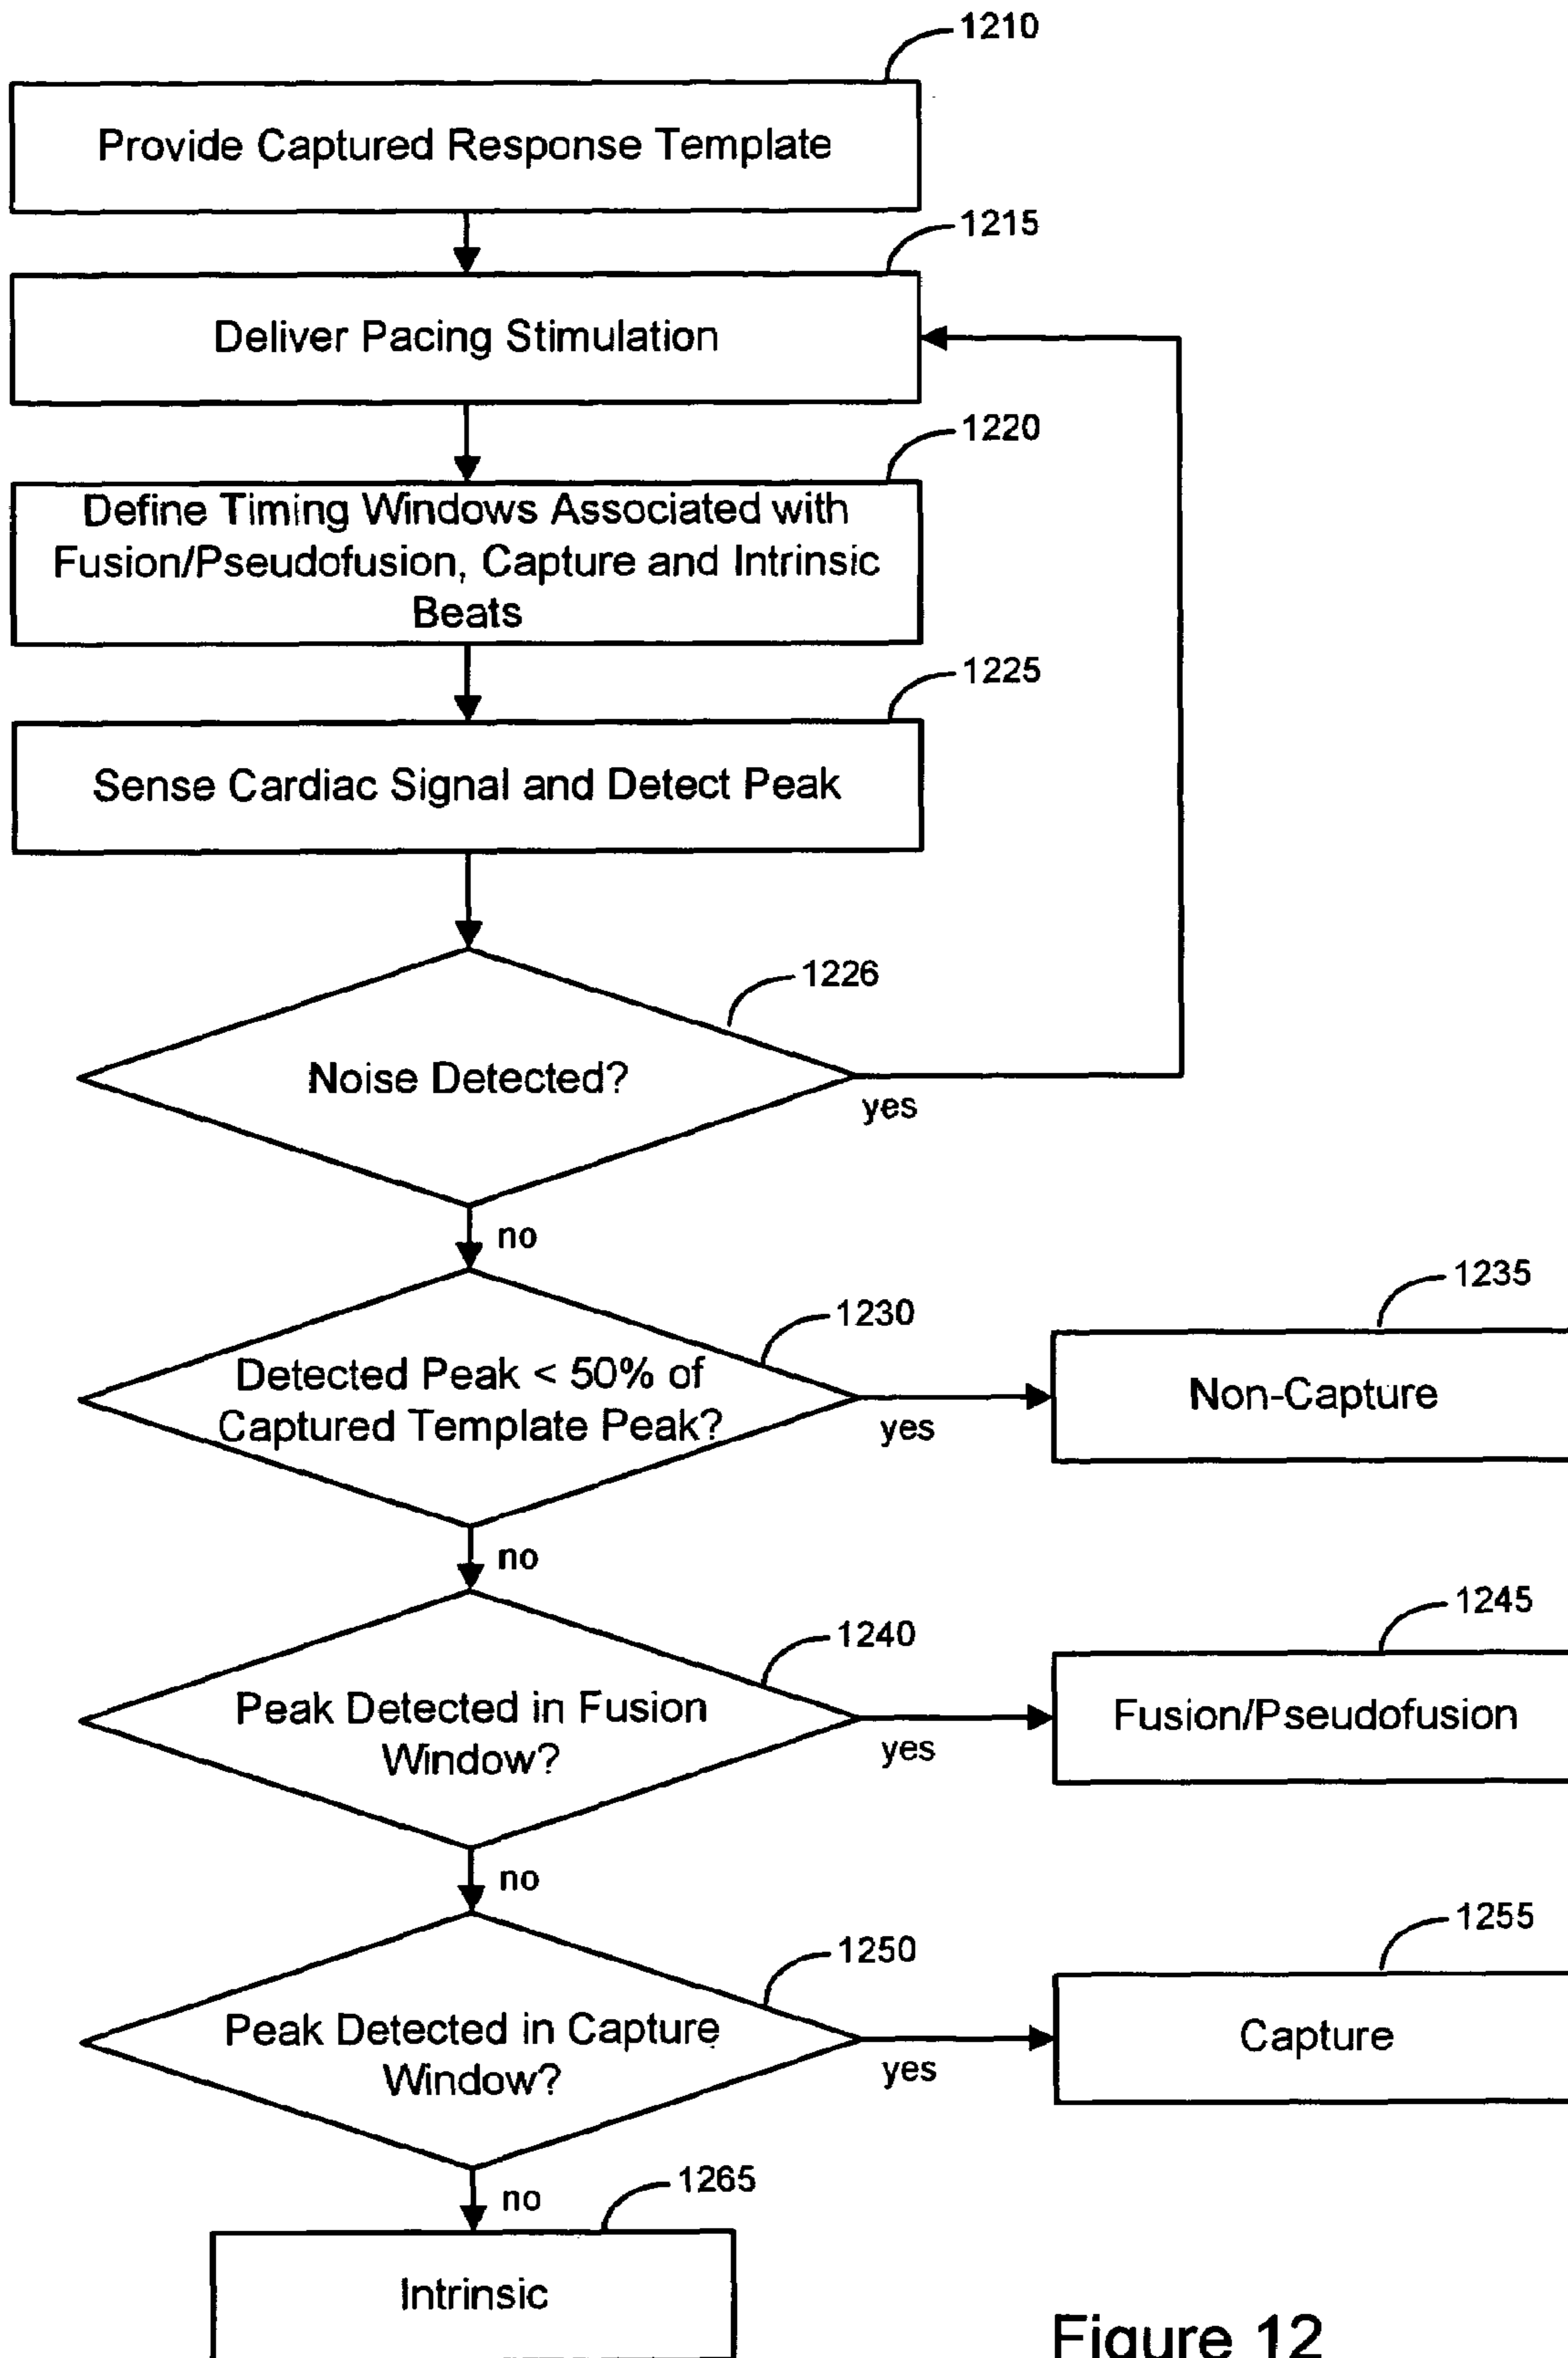 1210
Provide Captured Response Template
1215
Deliver Pacing Stimulation
1220
Define Timing Windows Associated with
Fusion/Pseudofusion, Capture and Intrinsic
Beats
1225
Sense Cardiac Signal and Detect Peak
1226
Noise Detected?
yes
no
1230
Detected Peak < 50% of
Captured Template Peak?
yes
1235
Non-Capture
no
1240
Peak Detected in Fusion
Window?
yes
1245
Fusion/Pseudofusion
no
1250
Peak Detected in Capture
Window?
yes
1255
Capture
no
1265
Intrinsic
Figure 12